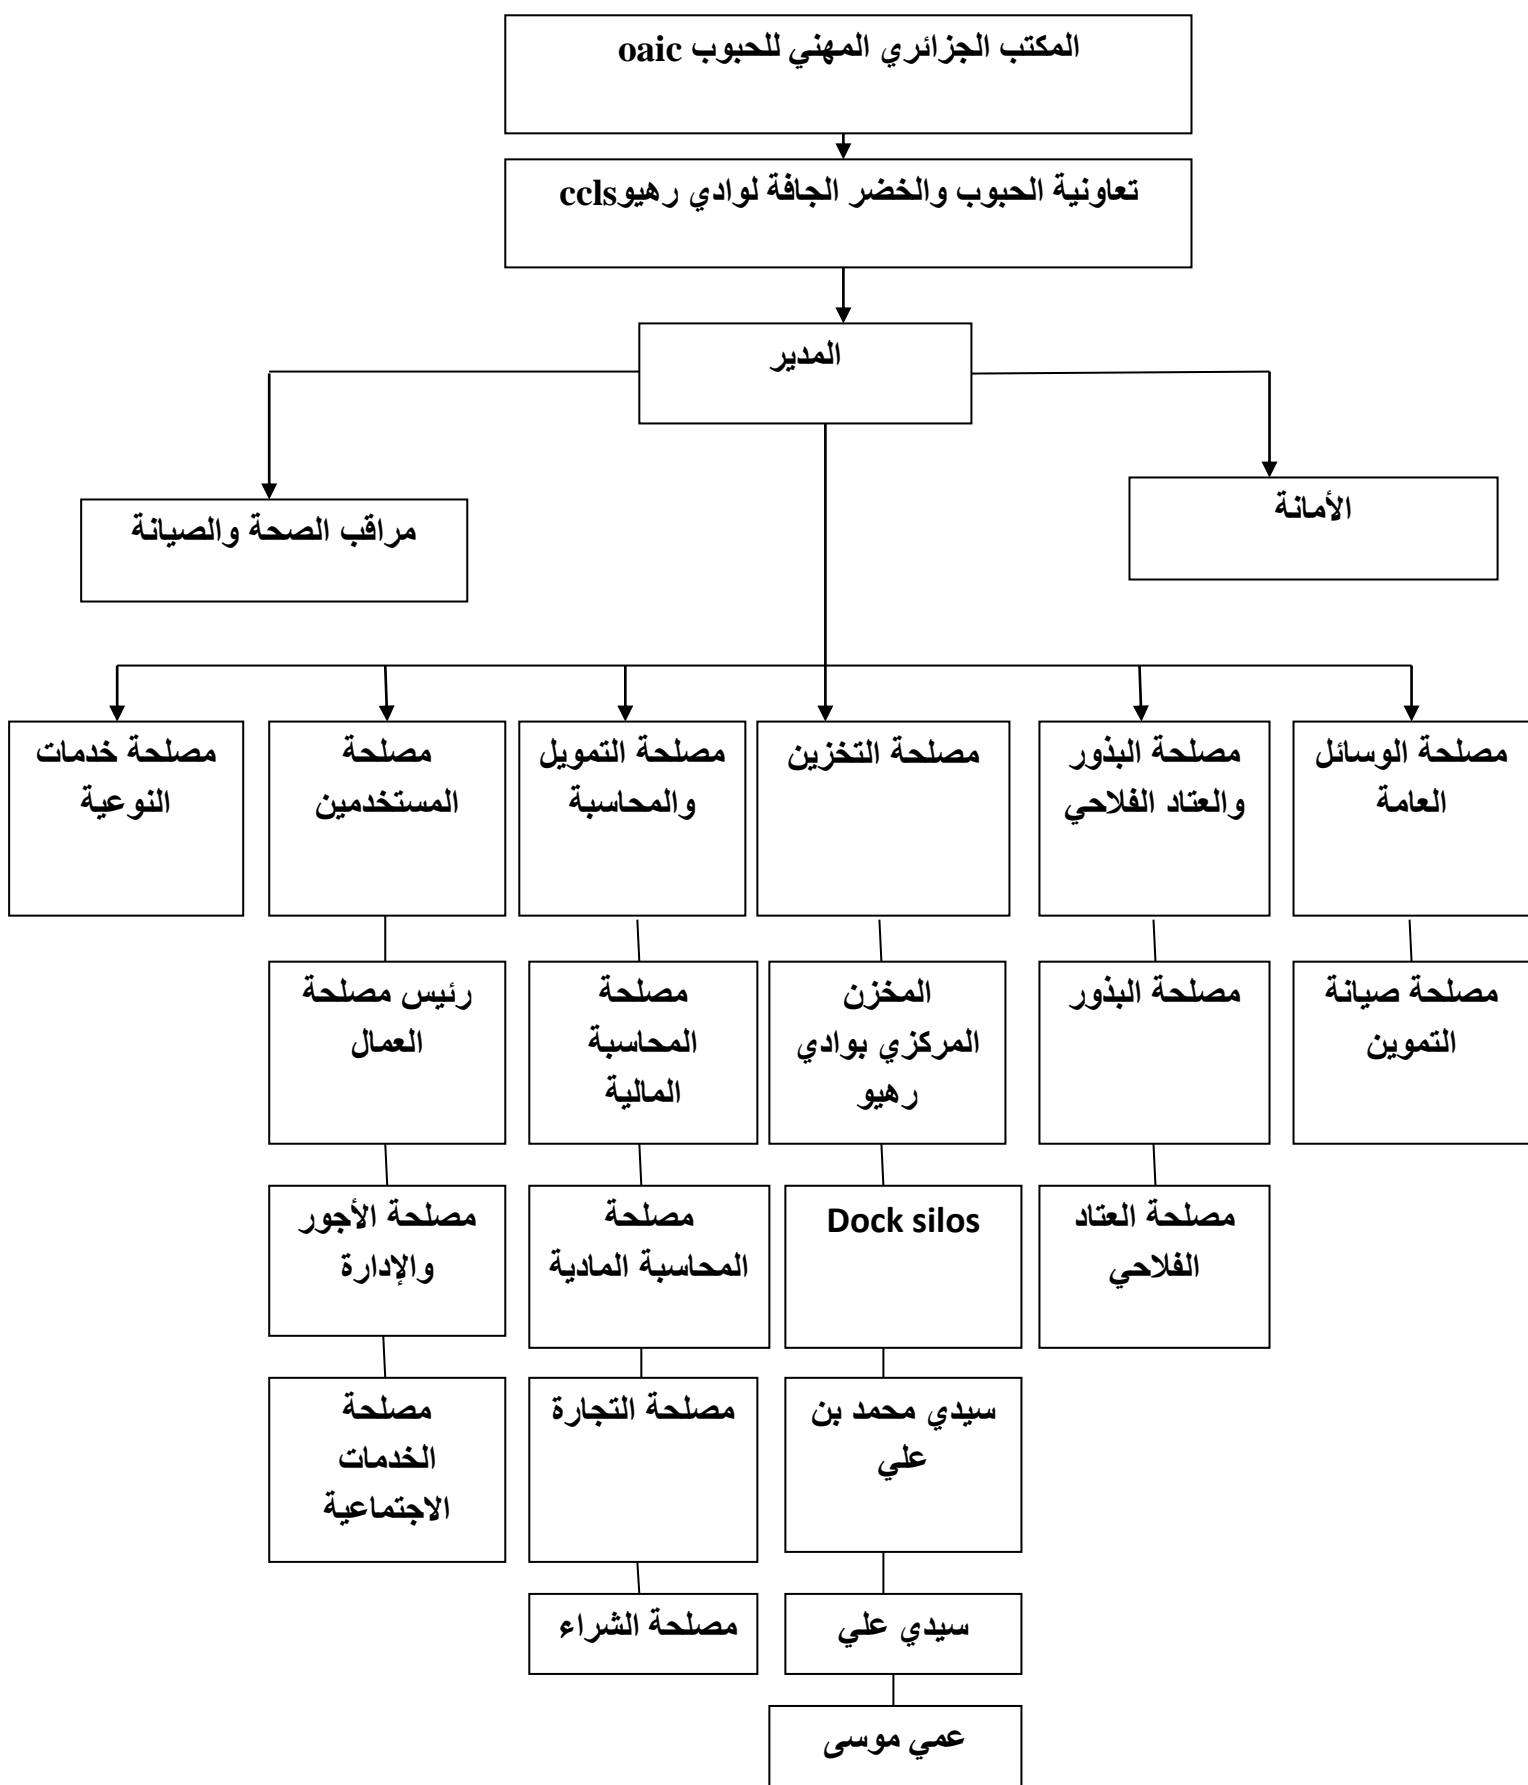 المكتب الجزائري المهني للحبوب oaic
تعاونية الحبوب والخضر الجافة لوادي رهيوccls
المدير
الأمانة
مراقب الصحة والصيانة
مصلحة الوسائل
العامة
مصلحة البذور
والعتاد الفلاحي
مصلحة التخزين
مصلحة التمويل
والمحاسبة
مصلحة
المستخدمين
مصلحة خدمات
النوعية
مصلحة صيانة
التموين
مصلحة البذور
المخزن
المركزي بوادي
رهيو
مصلحة
المحاسبة
المالية
رئيس مصلحة
العمال
مصلحة العتاد
الفلاحي
Dock silos
مصلحة
المحاسبة المادية
مصلحة الأجور
والإدارة
سيدي محمد بن
علي
مصلحة التجارة
مصلحة
الخدمات
الاجتماعية
سيدي علي
مصلحة الشراء
عمي موسى